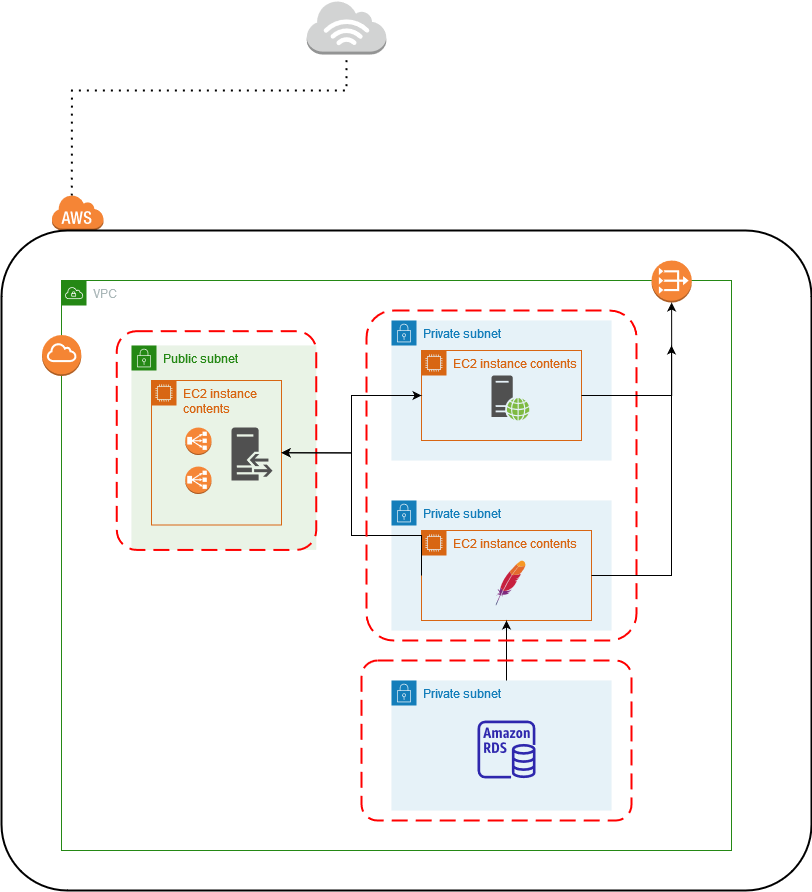 AWS
VPC
Public subnet
EC2 instance
contents
Private subnet
EC2 instance contents
Private subnet
EC2 instance contents
Private subnet
Amazon
RDS